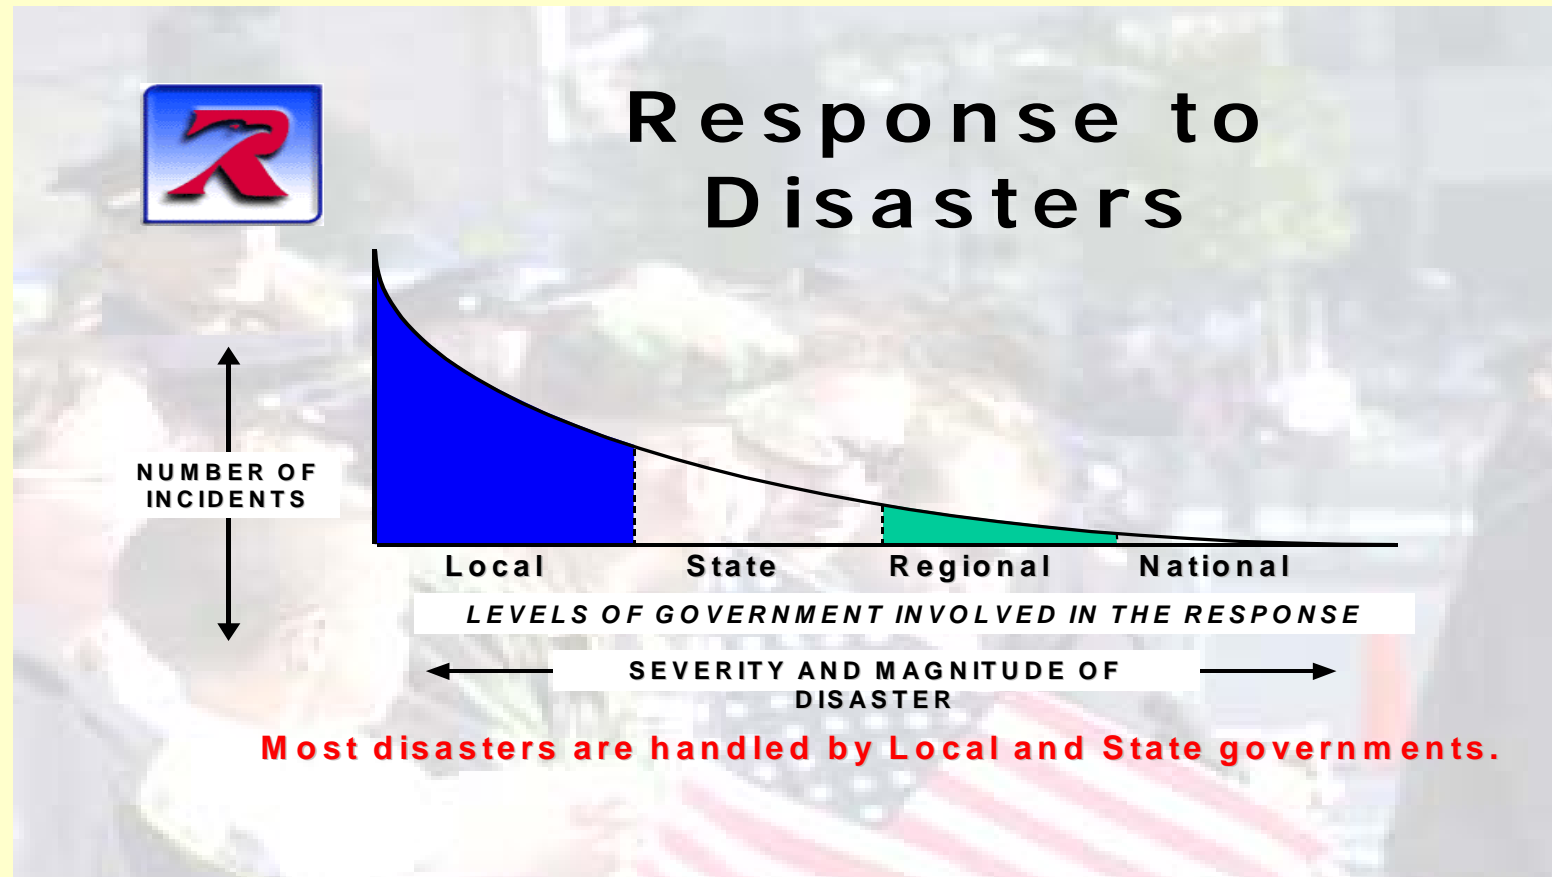 Response to
Disasters
NUMBER OF
INCIDENTS
Local State Regional National
LEVELS OF GOVERNMENT INVOLVED IN THE RESPONSE
SEVERITY AND MAGNITUDE OF
DISASTER
Most disasters are handled by Local and State governments.